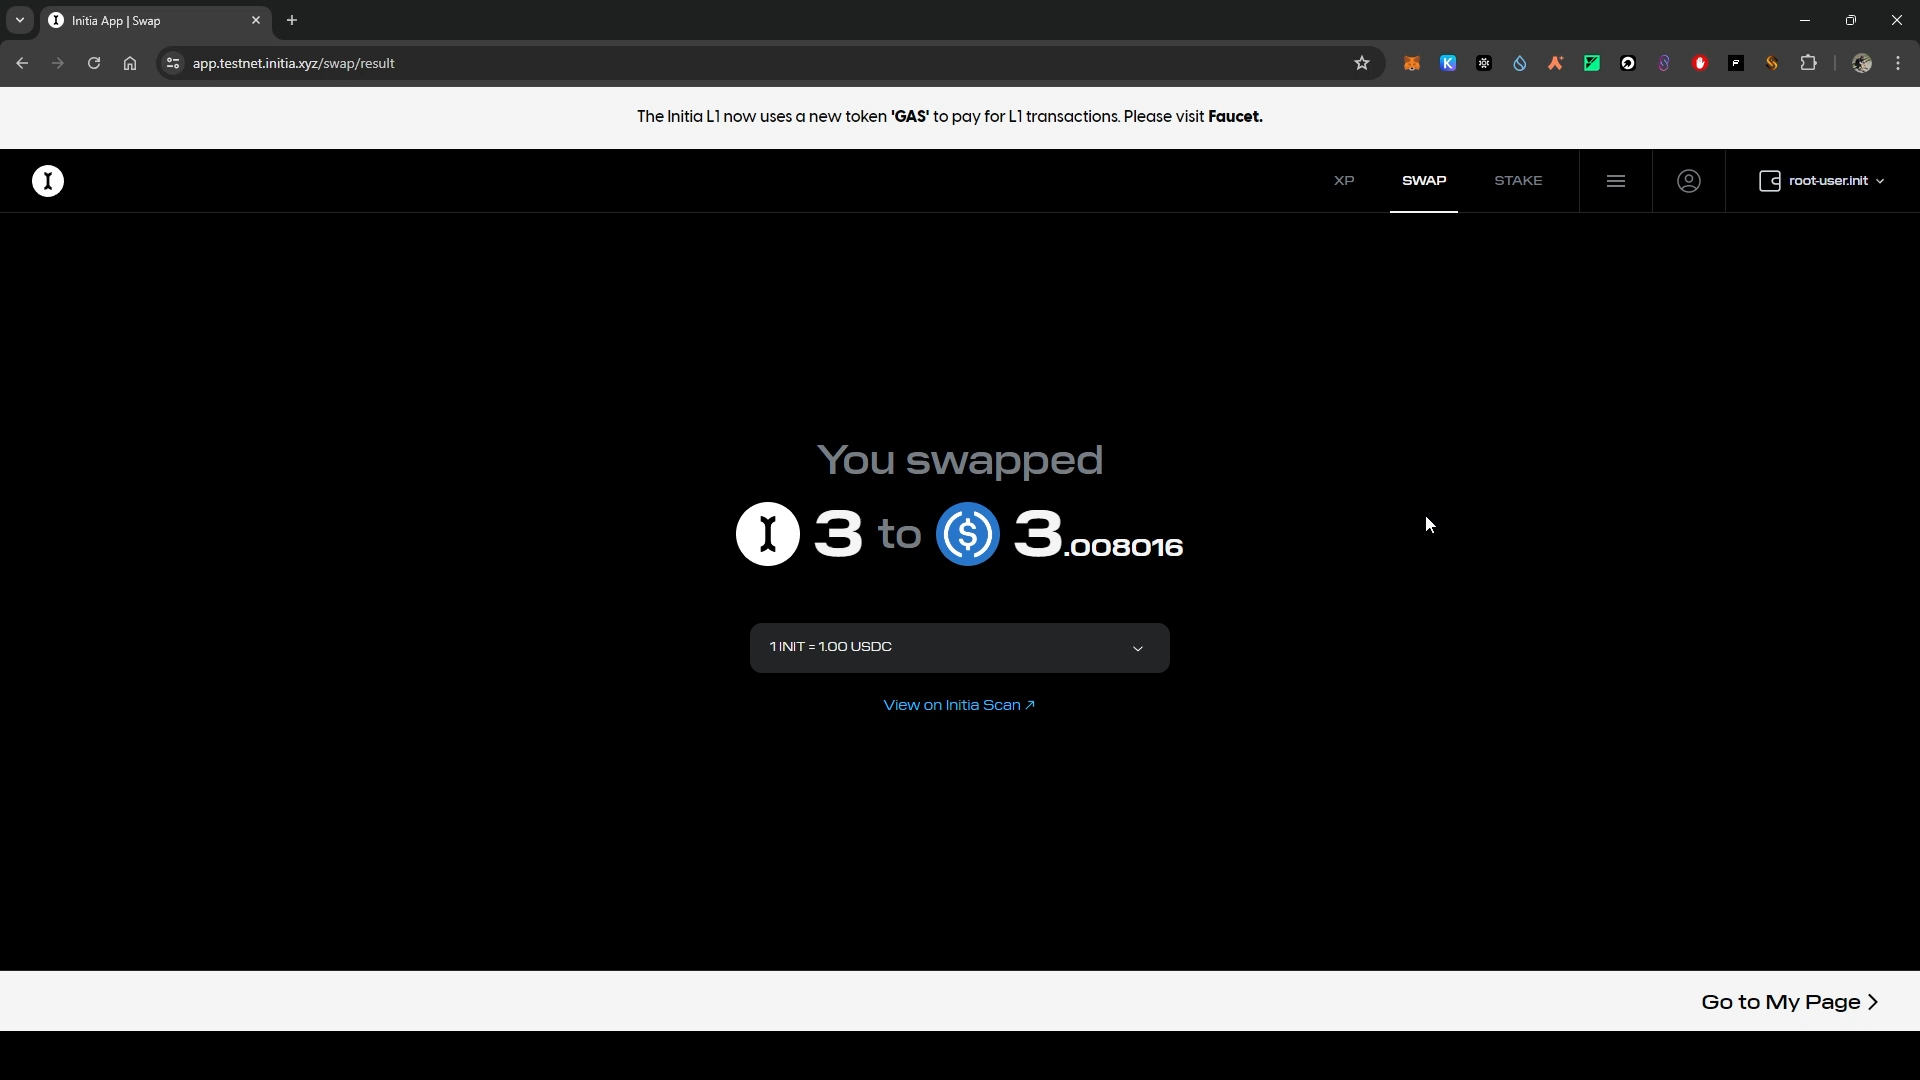 Initia App | Swap
app.testnet.initia.xyz/swap/result
The Initia L1 now uses a new token 'GAS' to pay for L1 transactions. Please visit Faucet.
XP
SWAP
STAKE
root-user.init
You swapped
3 to 3.008016
1 INIT = 1.00 USDC
View on Initia Scan ↗
Go to My Page >